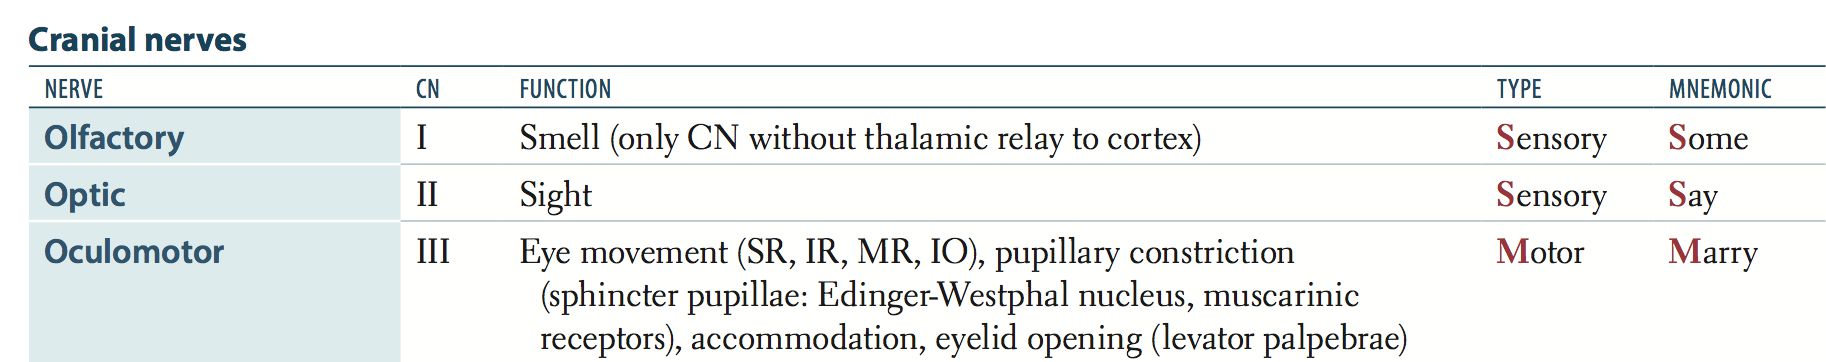 Cranial nerves
NERVE CN FUNCTION TYPE MNEMONIC
Olfactory I Smell (only CN without thalamic relay to cortex) Sensory Some
Optic II Sight Sensory Say
Oculomotor III Eye movement (SR, IR, MR, IO), pupillary constriction Motor Marry
(sphincter pupillae: Edinger-Westphal nucleus, muscarinic
receptors), accommodation, eyelid opening (levator palpebrae)